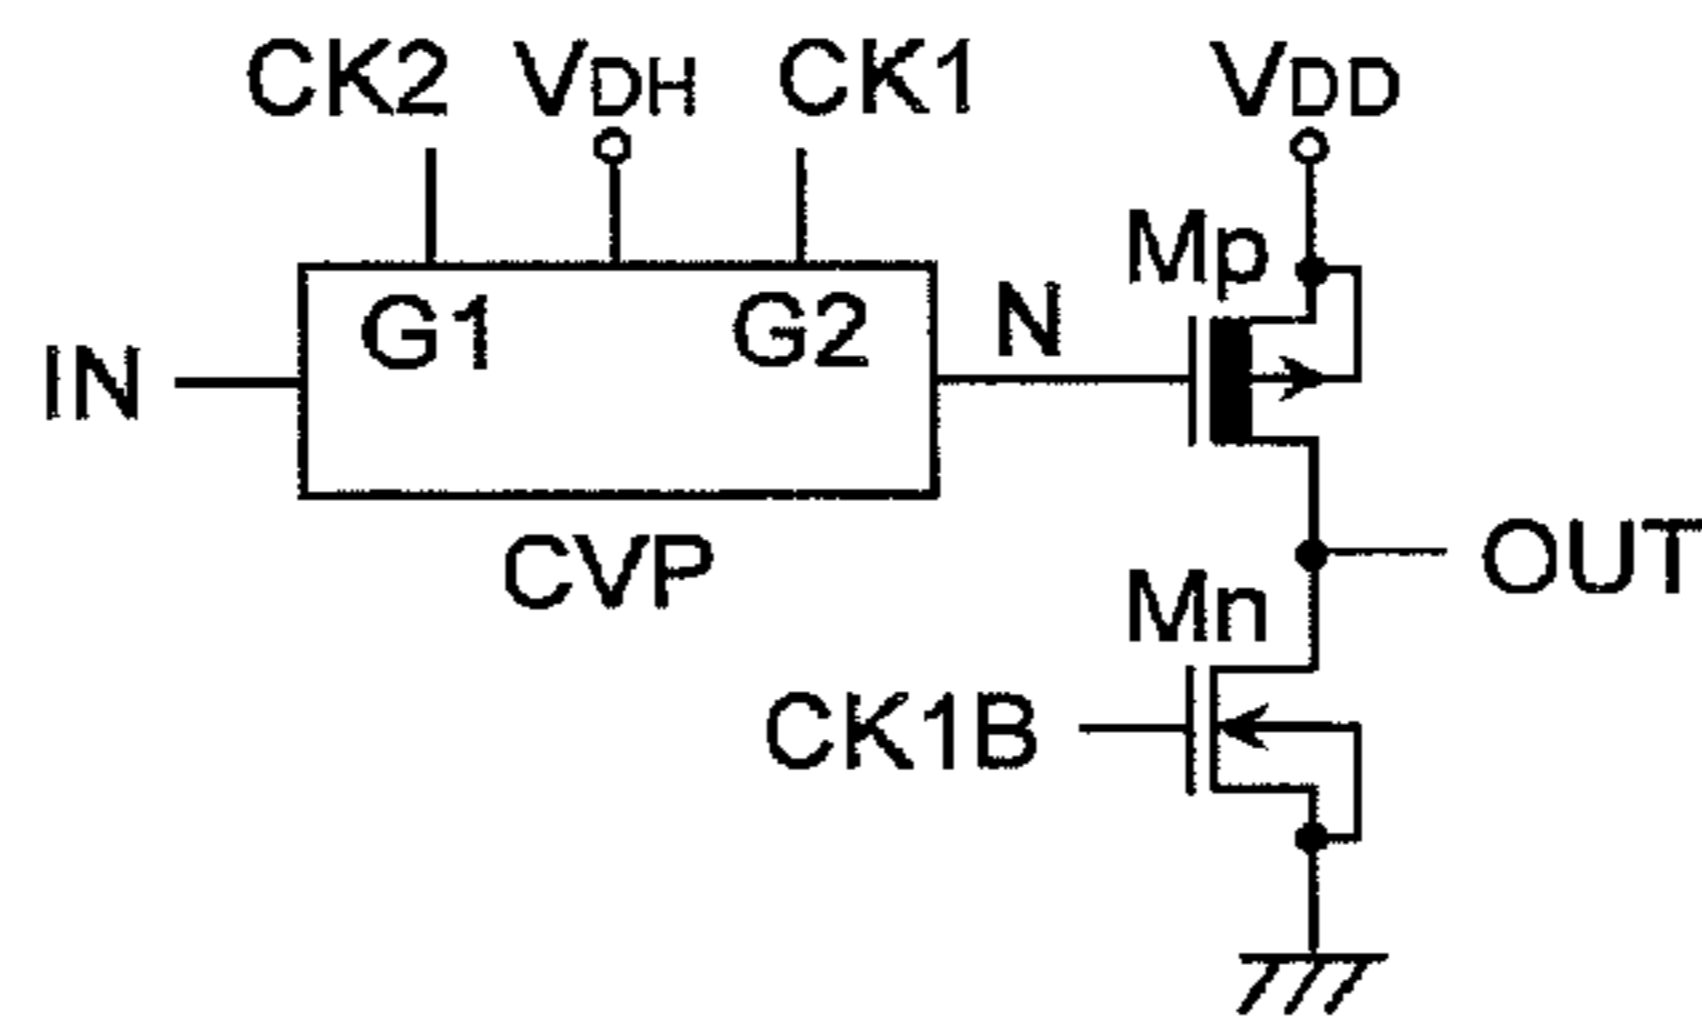 CK2 VDH CK1 VDD
Mp
G1 G2 N
IN
CVP OUT
Mn
CK1B